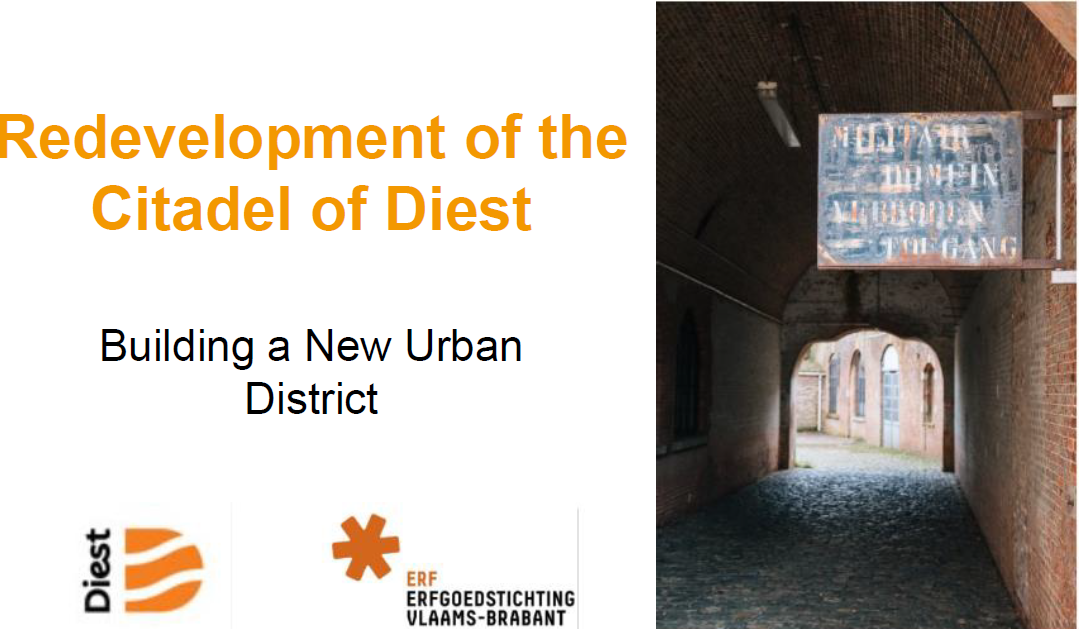 Redevelopment of the
Citadel of Diest
Building a New Urban
District
Diest
ERF
ERFGOEDSTICHTING
VLAAMS-BRABANT
MILITAIR
DOMEIN
VERBODEN
TOEGANG